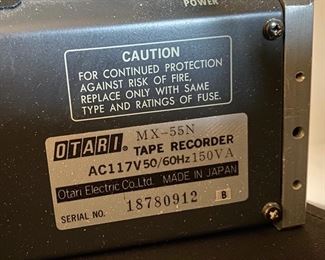 POWER
CAUTION
FOR CONTINUED PROTECTION
AGAINST RISK OF FIRE,
REPLACE ONLY WITH SAME
TYPE AND RATINGS OF FUSE.
OTARI® MX-55N
TAPE RECORDER
AC117V50/60Hz150VA
Otari Electric Co.,Ltd. MADE IN JAPAN
SERIAL NO. 18780912 B